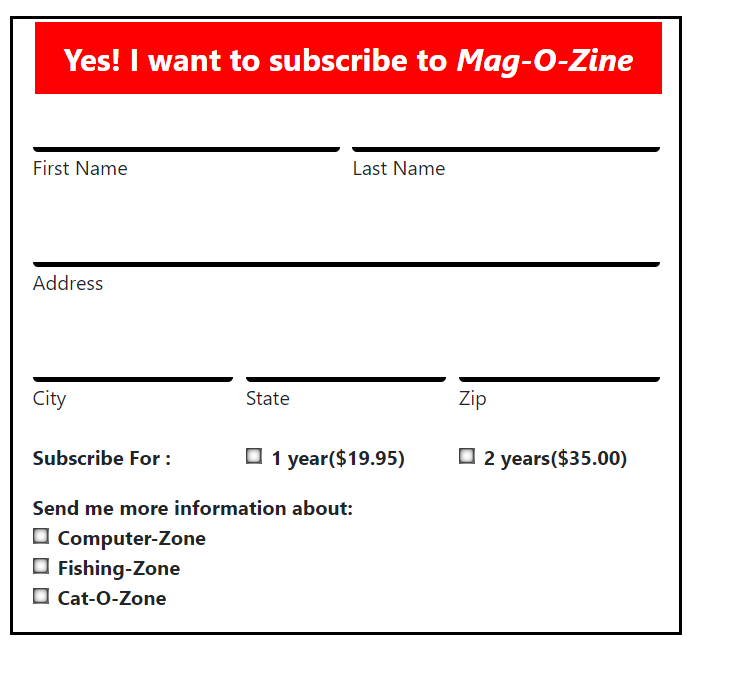 Yes! I want to subscribe to Mag-O-Zine
First Name Last Name
Address
City State Zip
Subscribe For : 1 year($19.95) 2 years($35.00)
Send me more information about:
Computer-Zone
Fishing-Zone
Cat-O-Zone